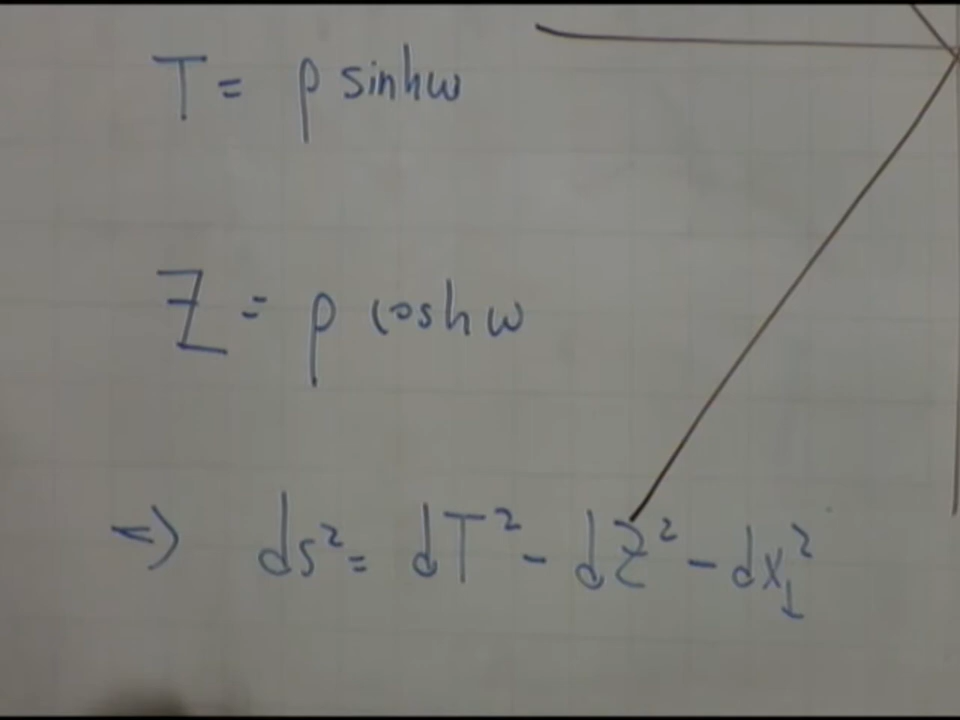 T = ρ sinhω
Z = ρ coshω
⇒ ds² = dT² - dZ² - dx⊥²